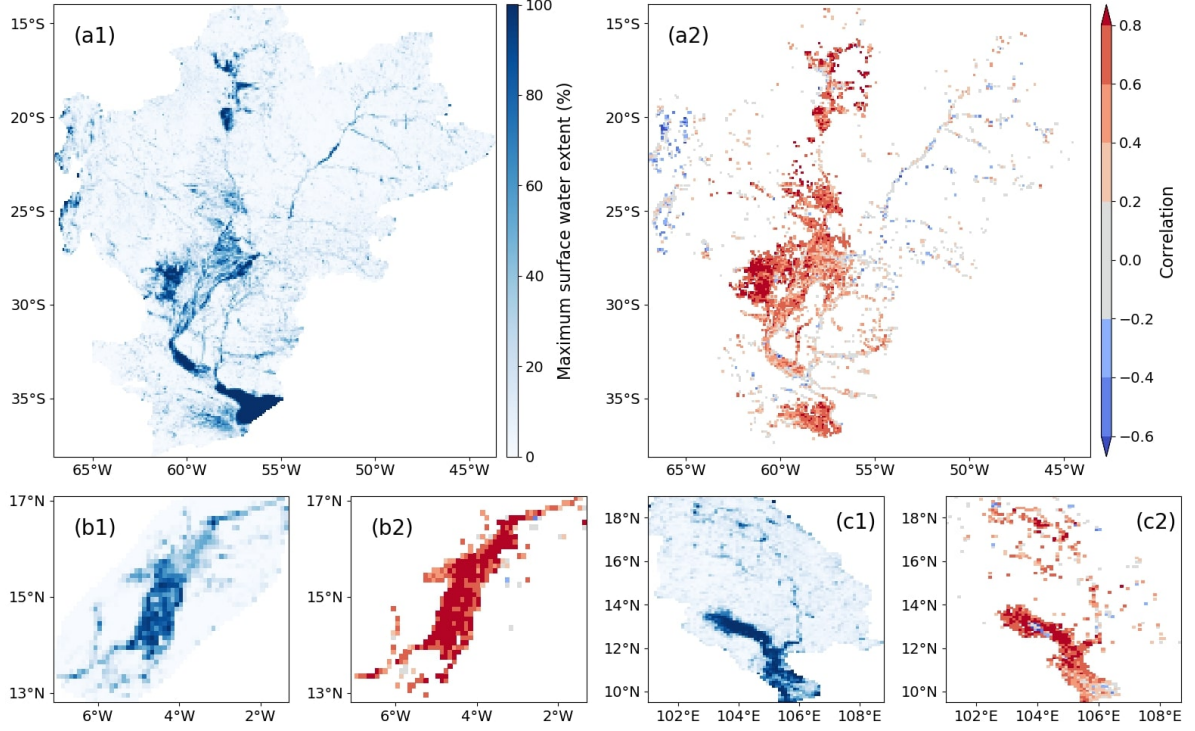 (a1)
15°S
20°S
25°S
30°S
35°S
65°W 60°W 55°W 50°W 45°W
100
80
60
40
20
0
Maximum surface water extent (%)
(a2)
15°S
20°S
25°S
30°S
35°S
65°W 60°W 55°W 50°W 45°W
0.8
0.6
0.4
0.2
0.0
−0.2
−0.4
−0.6
Correlation
(b1)
17°N
15°N
13°N
6°W 4°W 2°W
(b2)
17°N
15°N
13°N
6°W 4°W 2°W
(c1)
18°N
16°N
14°N
12°N
10°N
102°E 104°E 106°E 108°E
(c2)
18°N
16°N
14°N
12°N
10°N
102°E 104°E 106°E 108°E